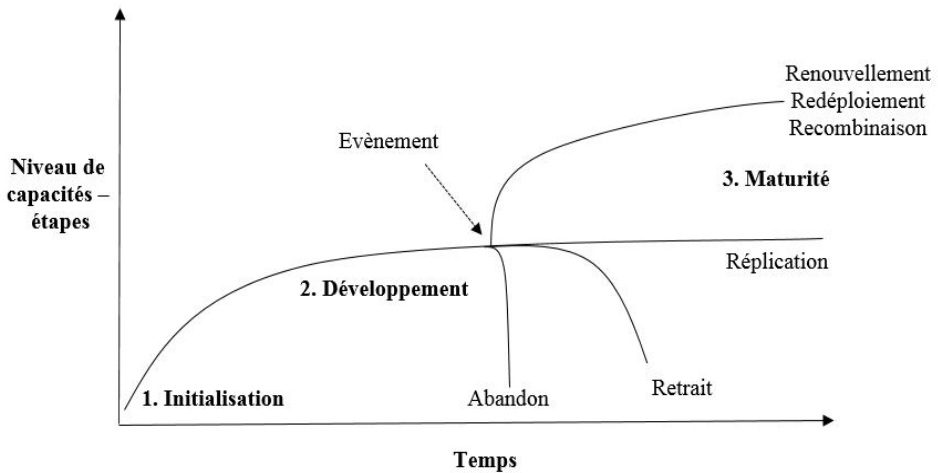 Renouvellement
Redéploiement
Recombinaison
Evènement
Niveau de
capacités –
étapes
3. Maturité
Réplication
2. Développement
1. Initialisation
Abandon
Retrait
Temps